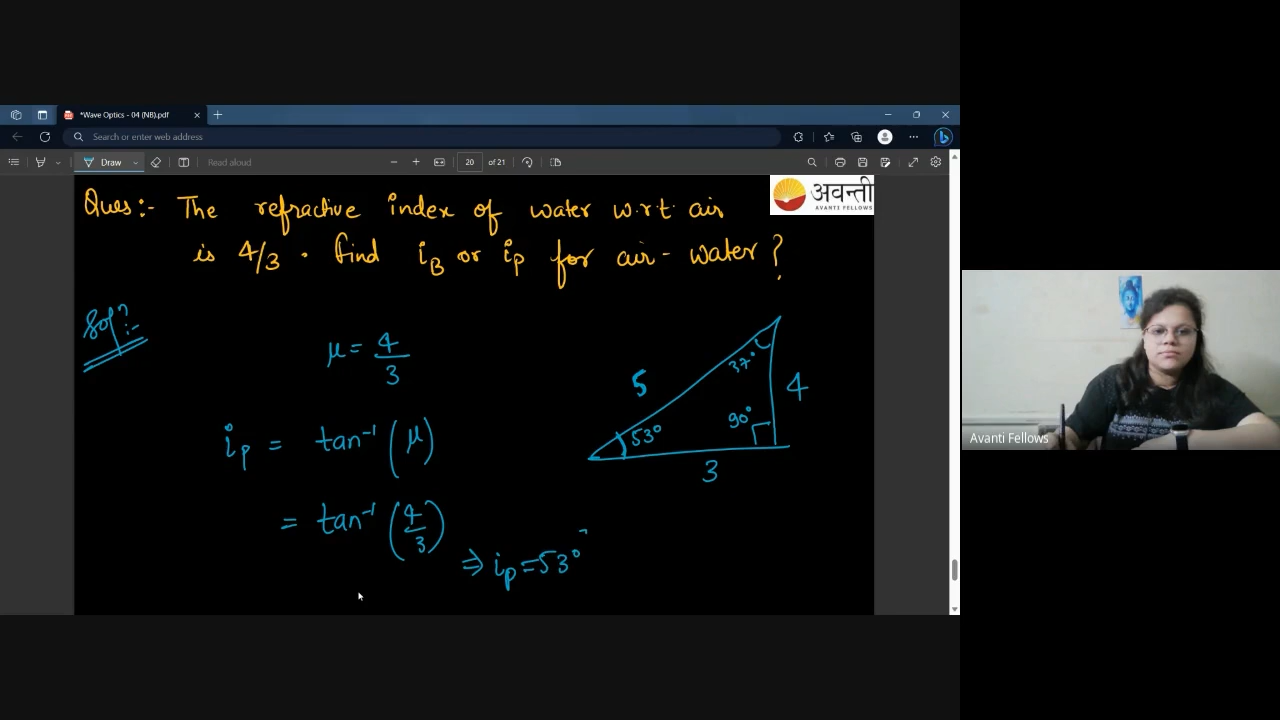 *Wave Optics - 04 (NB).pdf
Search or enter web address
Draw
Read aloud
20 of 21
Ques:- The refractive index of water w.r.t. air
is 4/3. Find iB or ip for air-water?
अवन्ती
AVANTI FELLOWS
Solⁿ:-
μ = 4/3
ip = tan⁻¹ (μ)
= tan⁻¹ (4/3)
⇒ ip = 53°
5
37°
4
90°
53°
3
Avanti Fellows